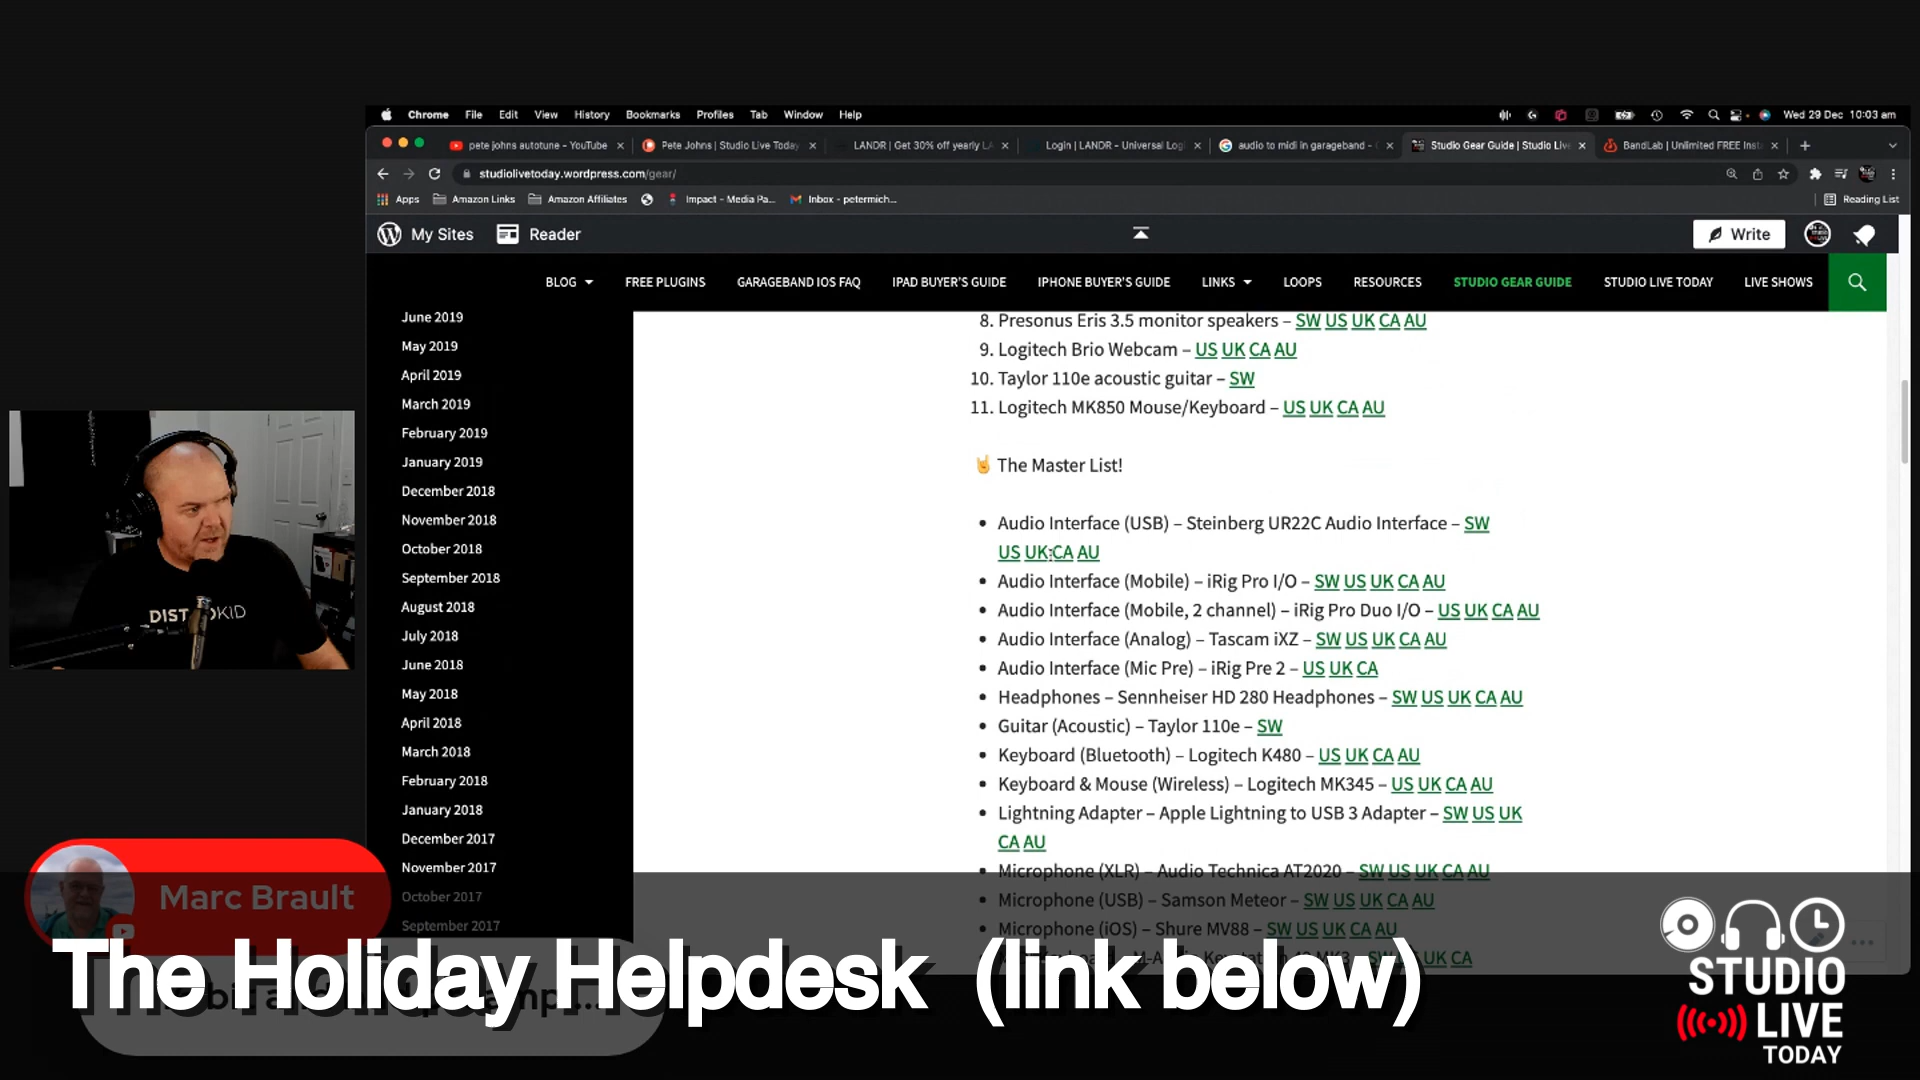 Chrome File Edit View History Bookmarks Profiles Tab Window Help Wed 29 Dec 10:03 am
pete johns autotune - YouTube Pete Johns | Studio Live Today LANDR | Get 30% off yearly LA Login | LANDR - Universal Logi audio to midi in garageband - Studio Gear Guide | Studio Live BandLab | Unlimited FREE Inst
studiolivetoday.wordpress.com/gear/
Apps Amazon Links Amazon Affiliates Impact - Media Pa... Inbox - petermich... Reading List
My Sites Reader Write
BLOG FREE PLUGINS GARAGEBAND IOS FAQ IPAD BUYER'S GUIDE IPHONE BUYER'S GUIDE LINKS LOOPS RESOURCES STUDIO GEAR GUIDE STUDIO LIVE TODAY LIVE SHOWS
June 2019
May 2019
April 2019
March 2019
February 2019
January 2019
December 2018
November 2018
October 2018
September 2018
August 2018
July 2018
June 2018
May 2018
April 2018
March 2018
February 2018
January 2018
December 2017
November 2017
October 2017
September 2017
8. Presonus Eris 3.5 monitor speakers – SW US UK CA AU
9. Logitech Brio Webcam – US UK CA AU
10. Taylor 110e acoustic guitar – SW
11. Logitech MK850 Mouse/Keyboard – US UK CA AU
🤘 The Master List!
• Audio Interface (USB) – Steinberg UR22C Audio Interface – SW
US UK CA AU
• Audio Interface (Mobile) – iRig Pro I/O – SW US UK CA AU
• Audio Interface (Mobile, 2 channel) – iRig Pro Duo I/O – US UK CA AU
• Audio Interface (Analog) – Tascam iXZ – SW US UK CA AU
• Audio Interface (Mic Pre) – iRig Pre 2 – US UK CA
• Headphones – Sennheiser HD 280 Headphones – SW US UK CA AU
• Guitar (Acoustic) – Taylor 110e – SW
• Keyboard (Bluetooth) – Logitech K480 – US UK CA AU
• Keyboard & Mouse (Wireless) – Logitech MK345 – US UK CA AU
• Lightning Adapter – Apple Lightning to USB 3 Adapter – SW US UK
CA AU
• Microphone (XLR) – Audio Technica AT2020 – SW US UK CA AU
• Microphone (USB) – Samson Meteor – SW US UK CA AU
• Microphone (iOS) – Shure MV88 – SW US UK CA AU
UK CA
DIST OKID
Marc Brault
The Holiday Helpdesk (link below)
STUDIO
LIVE
TODAY